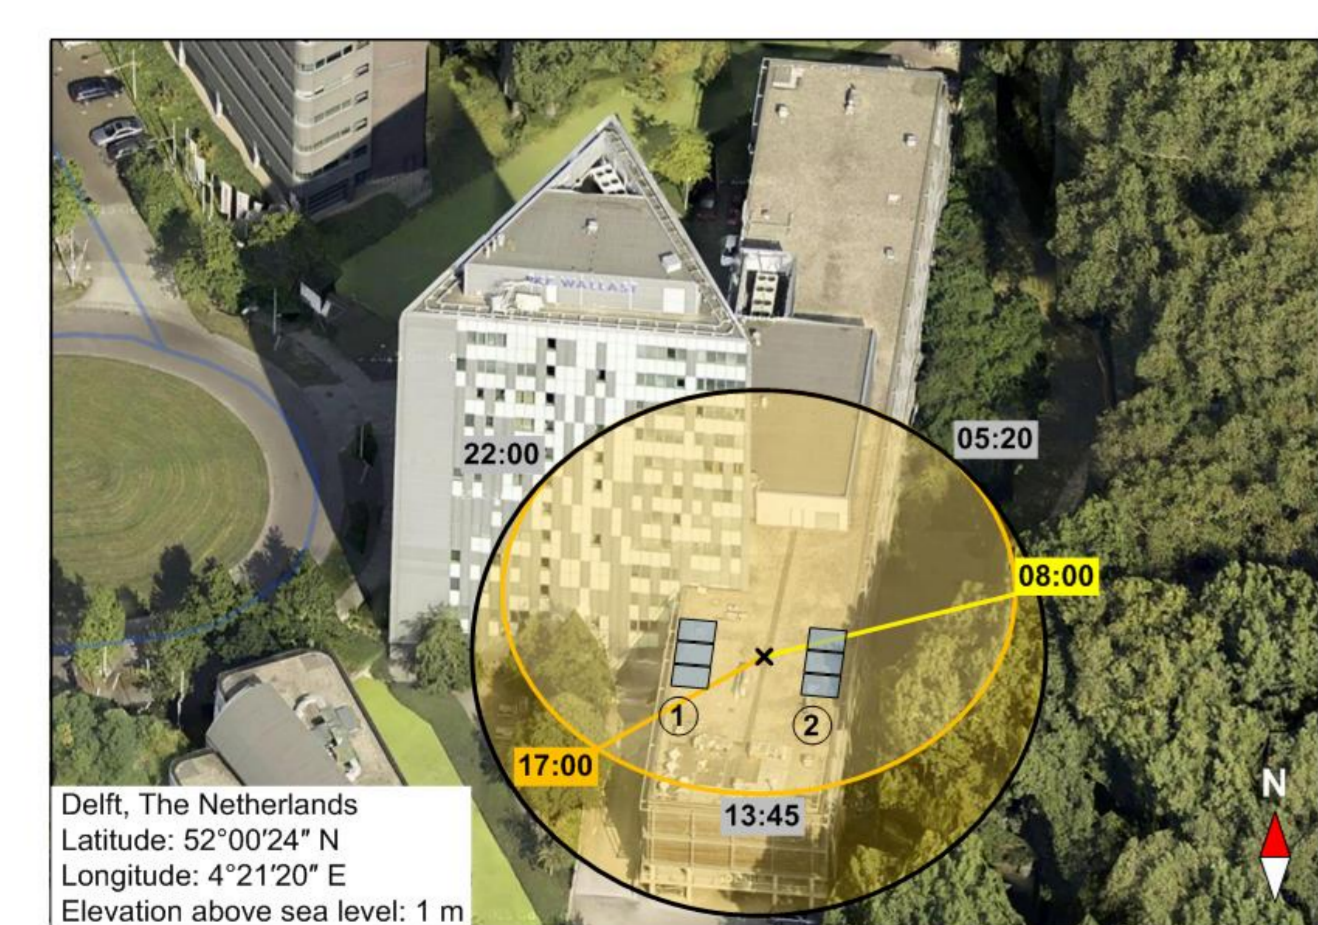 WALLAST
22:00
05:20
08:00
1
2
17:00
13:45
N
Delft, The Netherlands
Latitude: 52°00′24″ N
Longitude: 4°21′20″ E
Elevation above sea level: 1 m